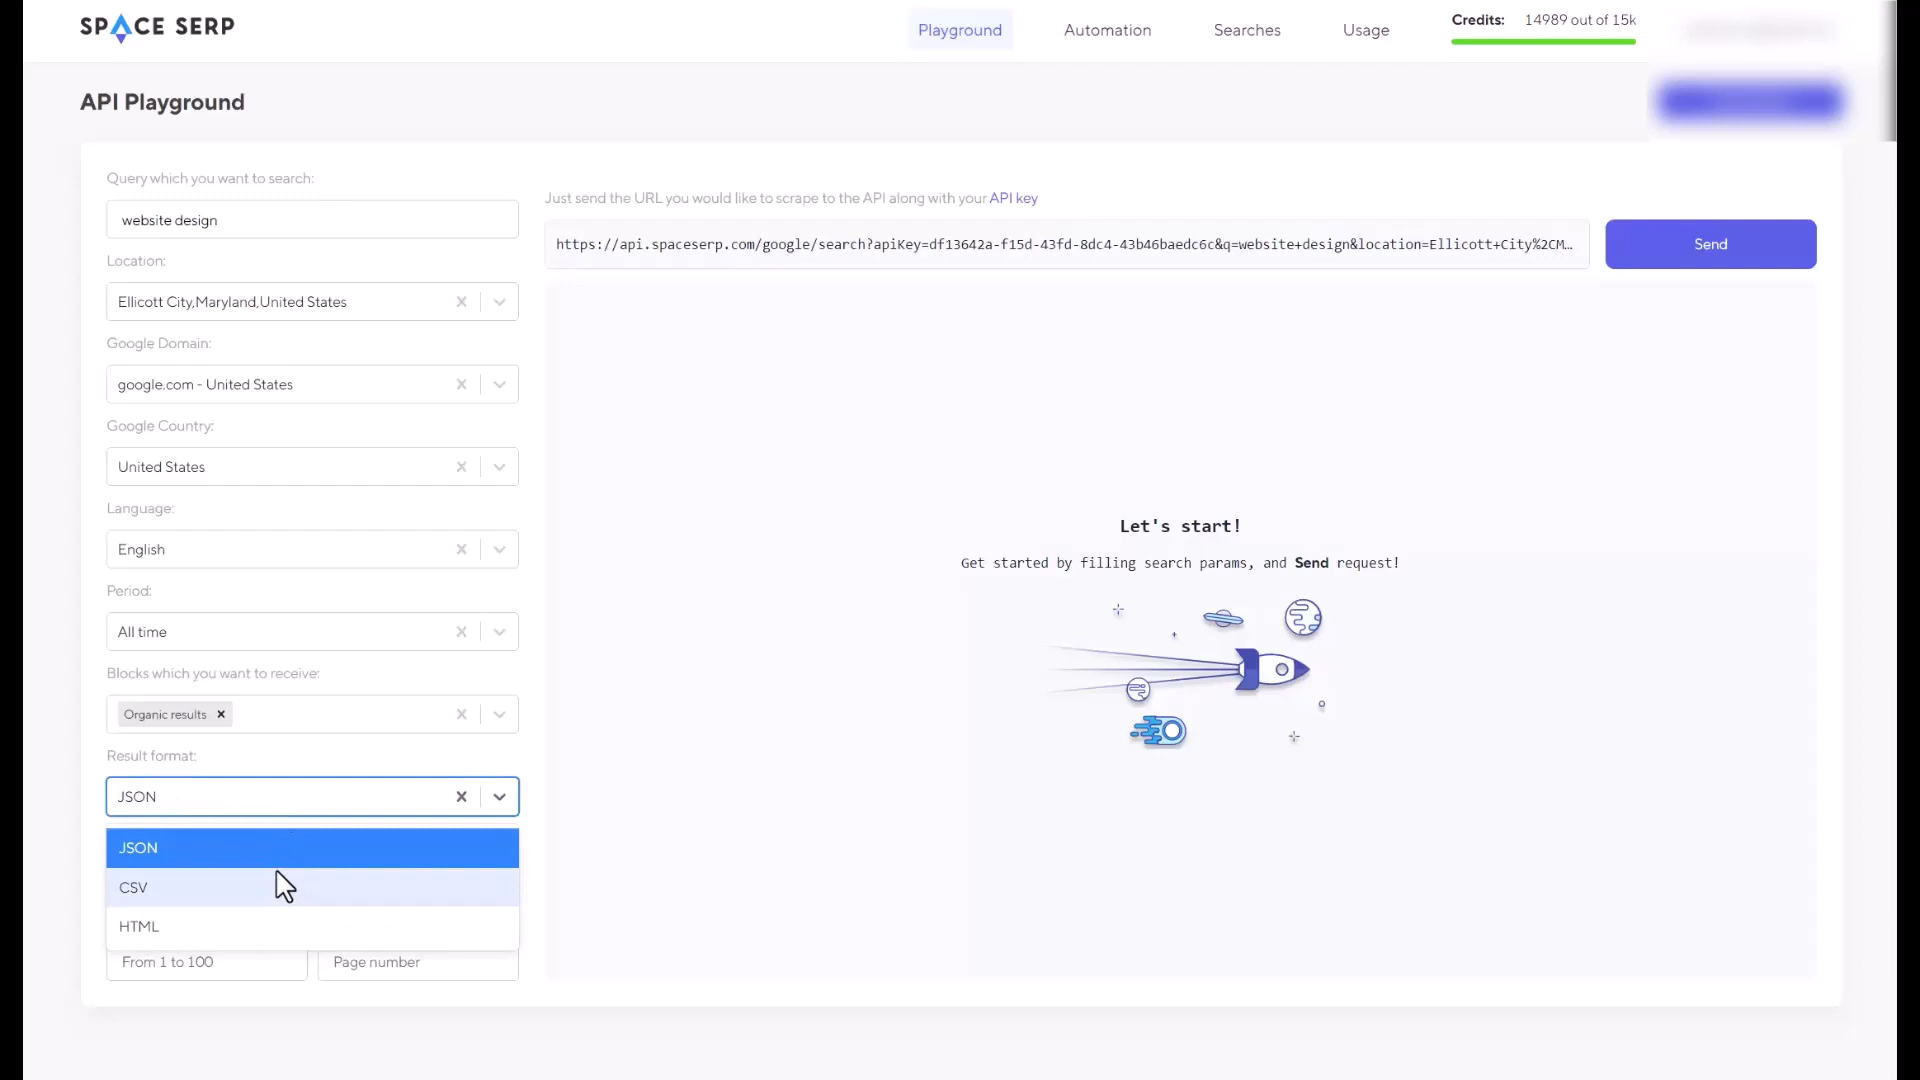 SPACE SERP
Playground
Automation
Searches
Usage
Credits: 14989 out of 15k
API Playground
Query which you want to search:
website design
Location:
Ellicott City,Maryland,United States
Google Domain:
google.com - United States
Google Country:
United States
Language:
English
Period:
All time
Blocks which you want to receive:
Organic results
Result format:
JSON
JSON
CSV
HTML
From 1 to 100
Page number
Just send the URL you would like to scrape to the API along with your API key
https://api.spaceserp.com/google/search?apiKey=df13642a-f15d-43fd-8dc4-43b46baedc6c&q=website+design&location=Ellicott+City%2CM…
Send
Let's start!
Get started by filling search params, and Send request!